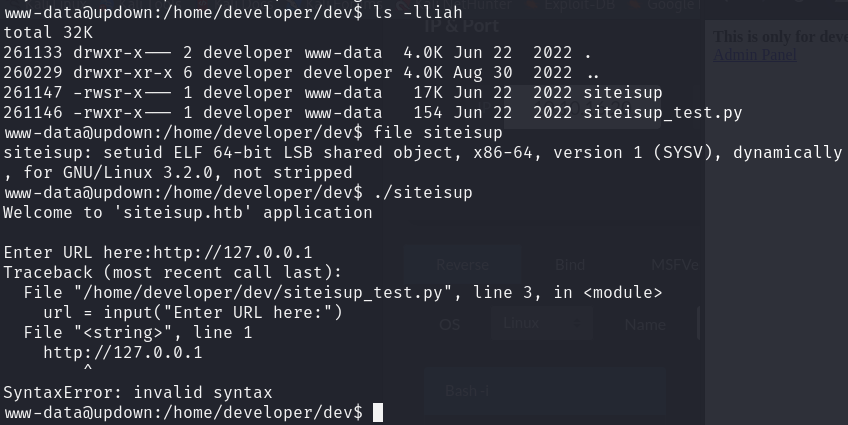 www-data@updown:/home/developer/dev$ ls -lliah
total 32K
261133 drwxr-x--- 2 developer www-data  4.0K Jun 22  2022 .
260229 drwxr-xr-x 6 developer developer 4.0K Aug 30  2022 ..
261147 -rwsr-x--- 1 developer www-data   17K Jun 22  2022 siteisup
261146 -rwxr-x--- 1 developer www-data   154 Jun 22  2022 siteisup_test.py
www-data@updown:/home/developer/dev$ file siteisup
siteisup: setuid ELF 64-bit LSB shared object, x86-64, version 1 (SYSV), dynamically
, for GNU/Linux 3.2.0, not stripped
www-data@updown:/home/developer/dev$ ./siteisup
Welcome to 'siteisup.htb' application

Enter URL here:http://127.0.0.1
Traceback (most recent call last):
  File "/home/developer/dev/siteisup_test.py", line 3, in <module>
    url = input("Enter URL here:")
  File "<string>", line 1
    http://127.0.0.1
        ^
SyntaxError: invalid syntax
www-data@updown:/home/developer/dev$
IP & Port
This is only for dev
Admin Panel
Reverse
Bind
MSFVe
OS
Linux
Name
Bash -i